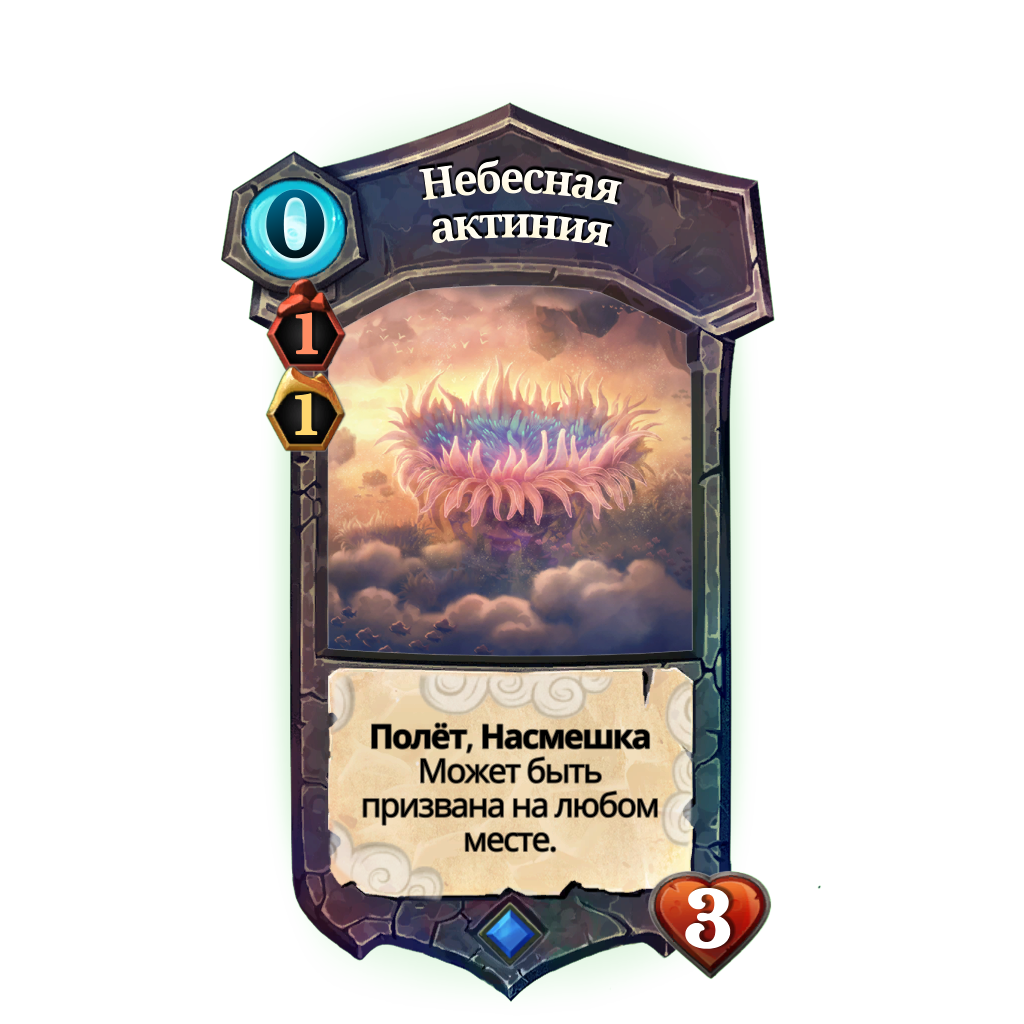 Небесная
актиния
0
1
1
Полёт, Насмешка
Может быть
призвана на любом
месте.
3